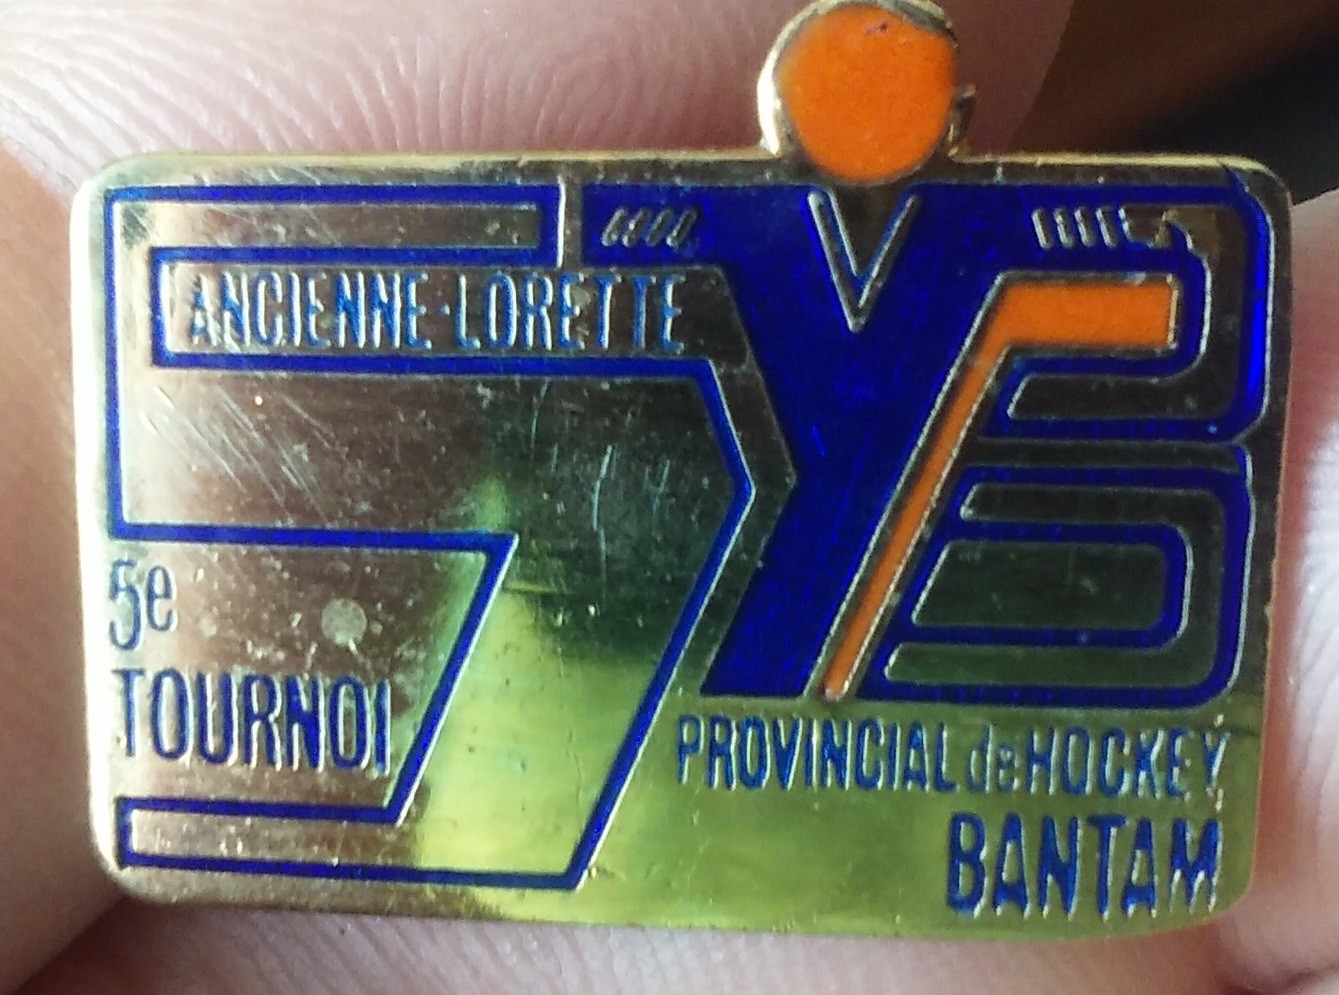 ANCIENNE-LORETTE
5e
TOURNOI
PROVINCIAL de HOCKEY
BANTAM